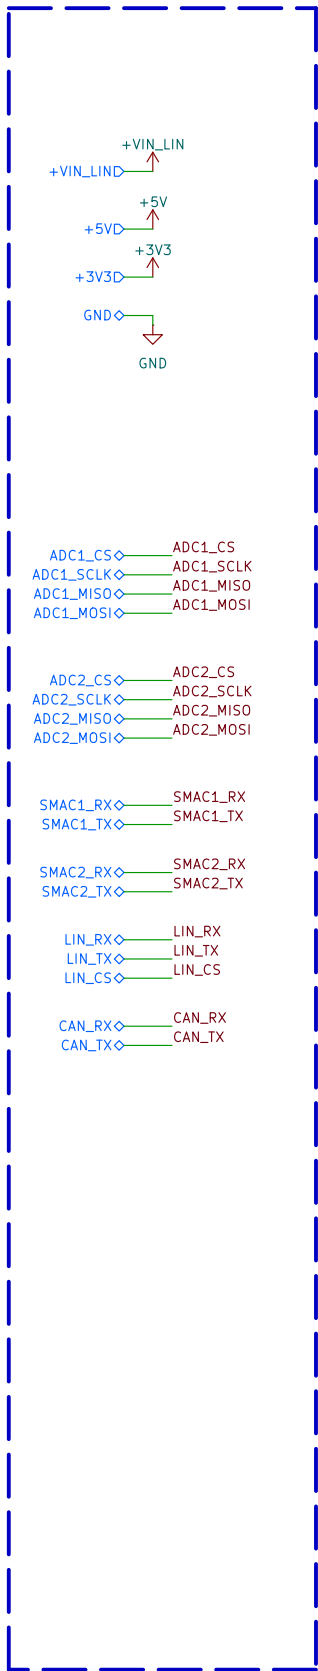 +VIN_LIN
+VIN_LIN
+5V
+5V
+3V3
+3V3
GND
GND
ADC1_CS ADC1_CS
ADC1_SCLK ADC1_SCLK
ADC1_MISO ADC1_MISO
ADC1_MOSI ADC1_MOSI
ADC2_CS ADC2_CS
ADC2_SCLK ADC2_SCLK
ADC2_MISO ADC2_MISO
ADC2_MOSI ADC2_MOSI
SMAC1_RX SMAC1_RX
SMAC1_TX SMAC1_TX
SMAC2_RX SMAC2_RX
SMAC2_TX SMAC2_TX
LIN_RX LIN_RX
LIN_TX LIN_TX
LIN_CS LIN_CS
CAN_RX CAN_RX
CAN_TX CAN_TX